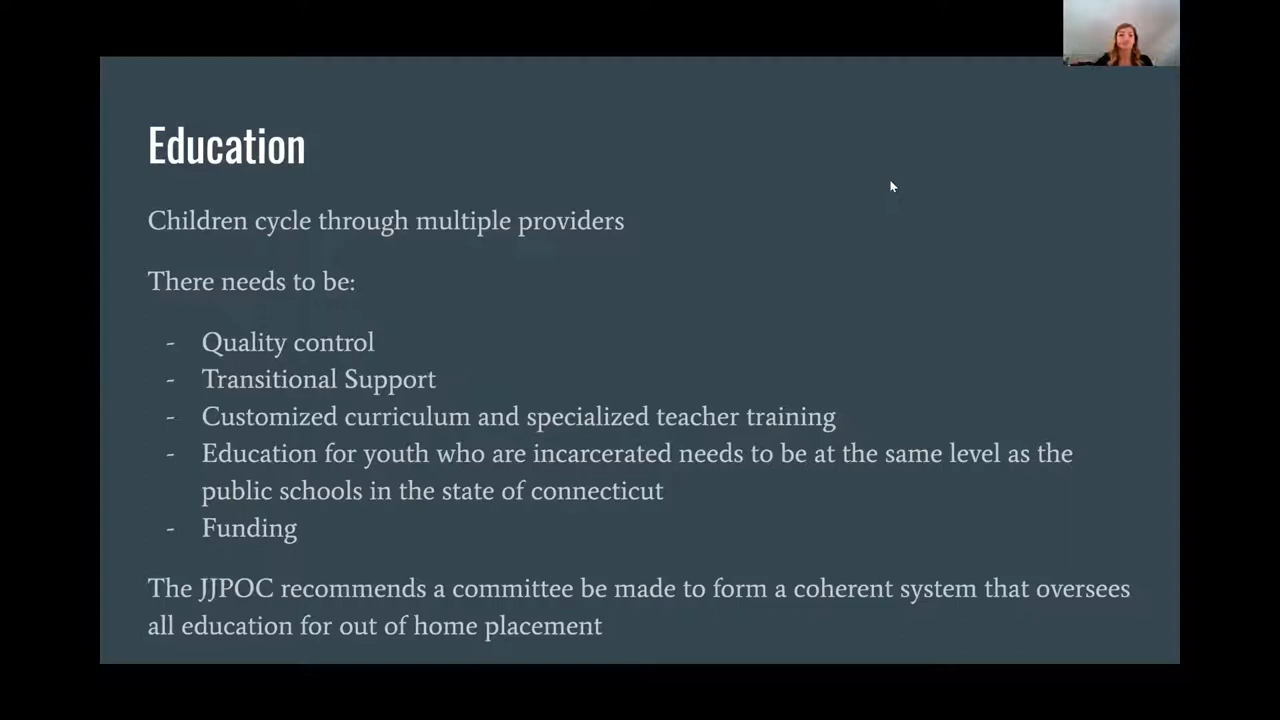 Education
Children cycle through multiple providers
There needs to be:
- Quality control
- Transitional Support
- Customized curriculum and specialized teacher training
- Education for youth who are incarcerated needs to be at the same level as the
public schools in the state of connecticut
- Funding
The JJPOC recommends a committee be made to form a coherent system that oversees
all education for out of home placement